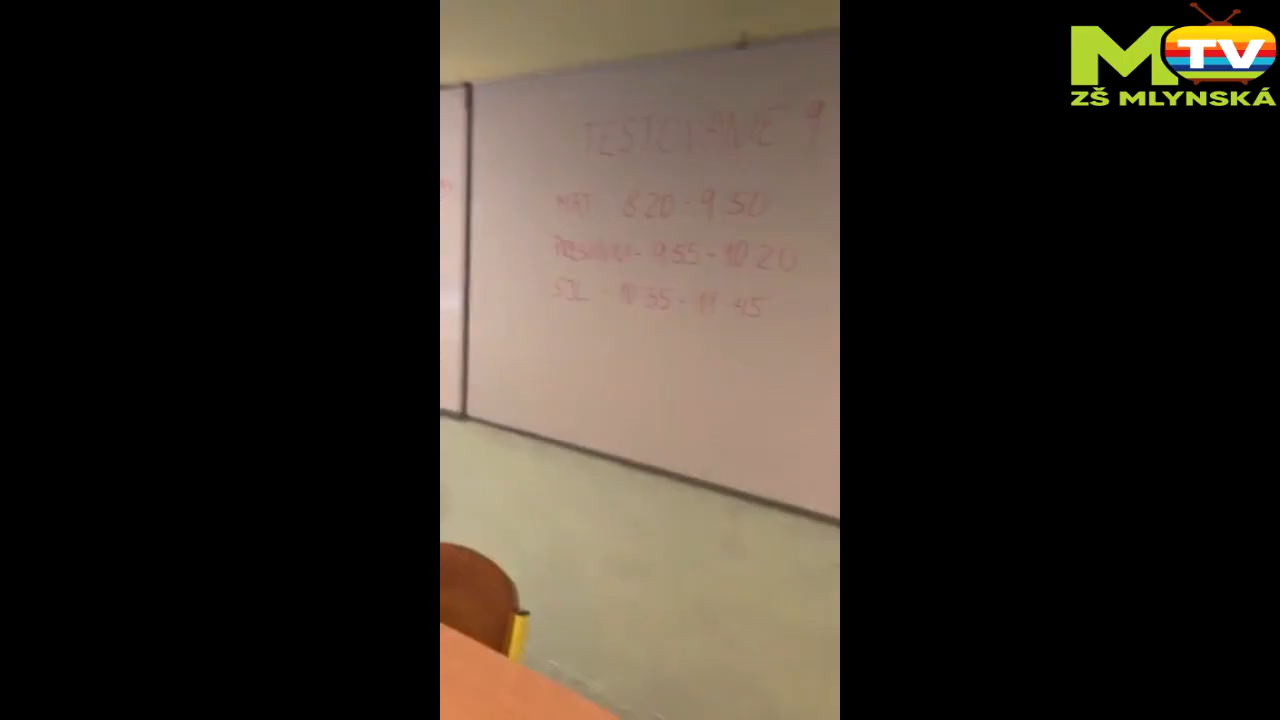 MTV
ZŠ MLYNSKÁ
TESTOVANIE 9
MAT 8 20 - 9 50
PRESTÁVKA - 9 55 - 10 20
SJL - 10 35 - 11 45